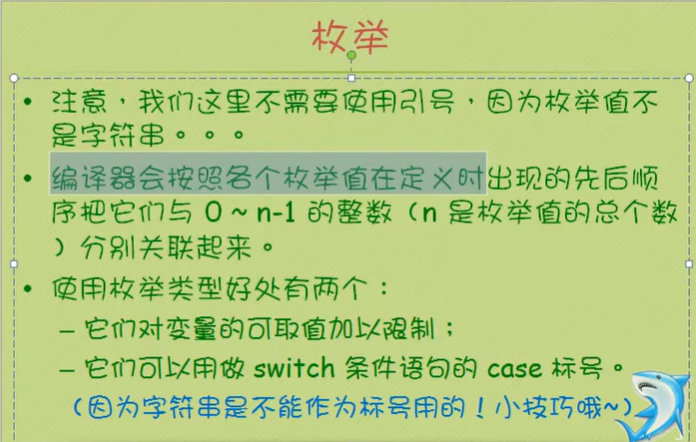 枚举
• 注意，我们这里不需要使用引号，因为枚举值不
是字符串。。。
• 编译器会按照各个枚举值在定义时出现的先后顺
序把它们与 0 ~ n-1 的整数（n 是枚举值的总个数
）分别关联起来。
• 使用枚举类型好处有两个：
– 它们对变量的可取值加以限制；
– 它们可以用做 switch 条件语句的 case 标号。
（因为字符串是不能作为标号用的！小技巧哦~）